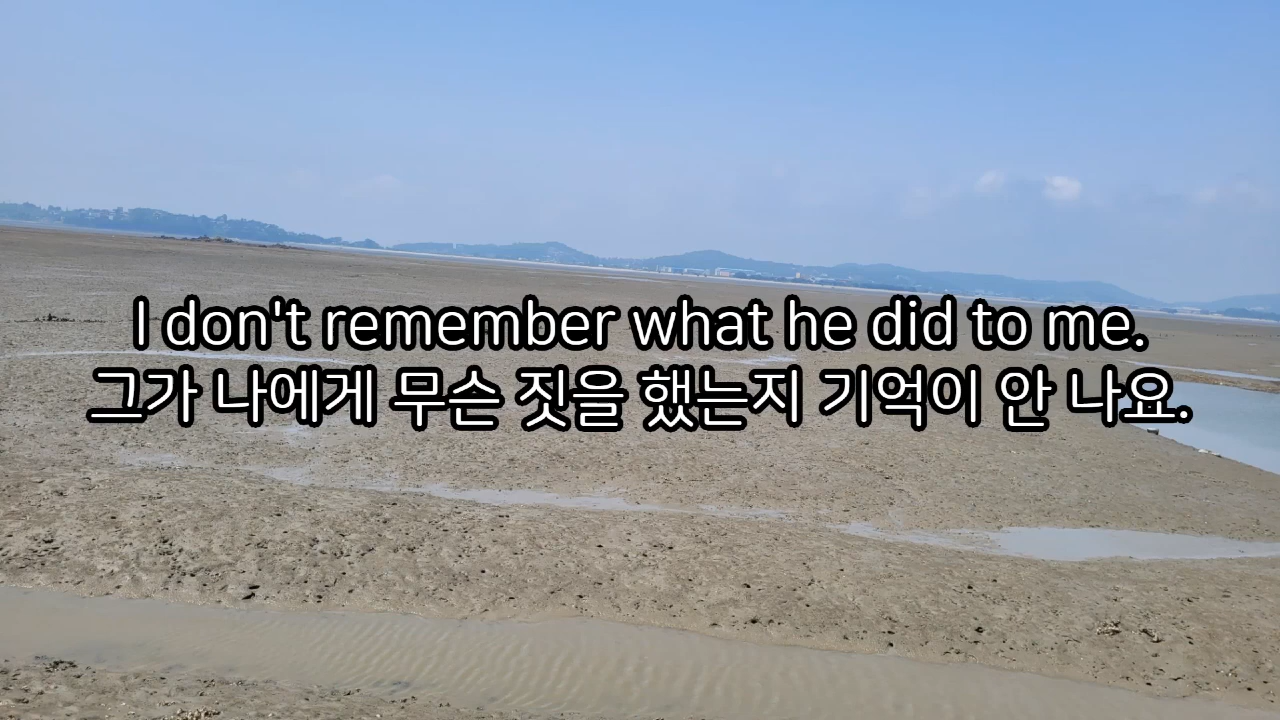 I don't remember what he did to me.
그가 나에게 무슨 짓을 했는지 기억이 안 나요.